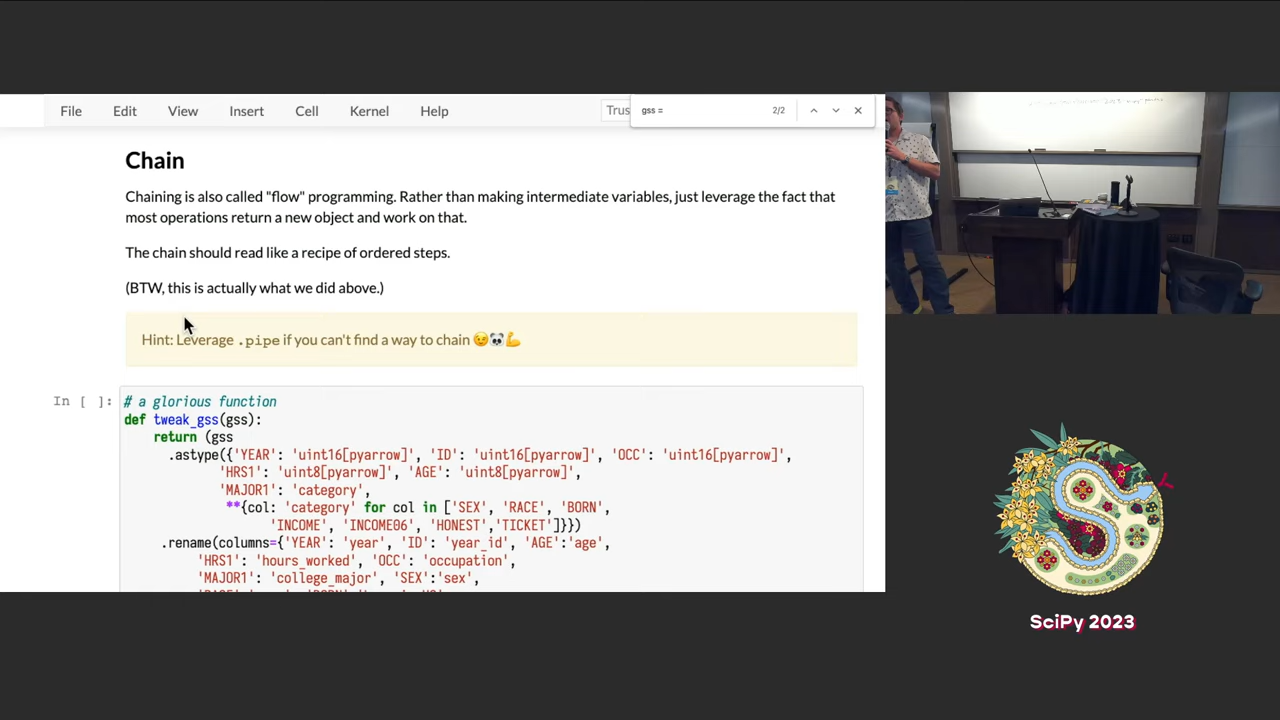 File Edit View Insert Cell Kernel Help Trus gss = 2/2
Chain
Chaining is also called "flow" programming. Rather than making intermediate variables, just leverage the fact that
most operations return a new object and work on that.
The chain should read like a recipe of ordered steps.
(BTW, this is actually what we did above.)
Hint: Leverage .pipe if you can't find a way to chain 😉🐼💪
In [ ]:
# a glorious function
def tweak_gss(gss):
    return (gss
      .astype({'YEAR': 'uint16[pyarrow]', 'ID': 'uint16[pyarrow]', 'OCC': 'uint16[pyarrow]',
             'HRS1': 'uint8[pyarrow]', 'AGE': 'uint8[pyarrow]',
             'MAJOR1': 'category',
              **{col: 'category' for col in ['SEX', 'RACE', 'BORN',
                    'INCOME', 'INCOME06', 'HONEST','TICKET']}})
     .rename(columns={'YEAR': 'year', 'ID': 'year_id', 'AGE':'age',
          'HRS1': 'hours_worked', 'OCC': 'occupation',
          'MAJOR1': 'college_major', 'SEX':'sex',
SciPy 2023